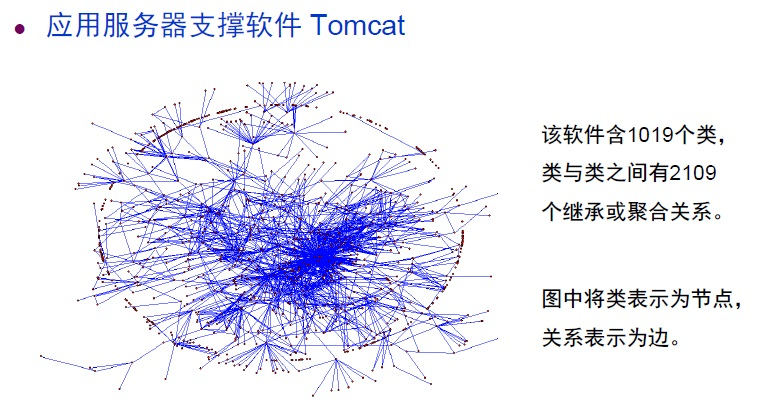 应用服务器支撑软件 Tomcat
该软件含1019个类，
类与类之间有2109
个继承或聚合关系。
图中将类表示为节点，
关系表示为边。